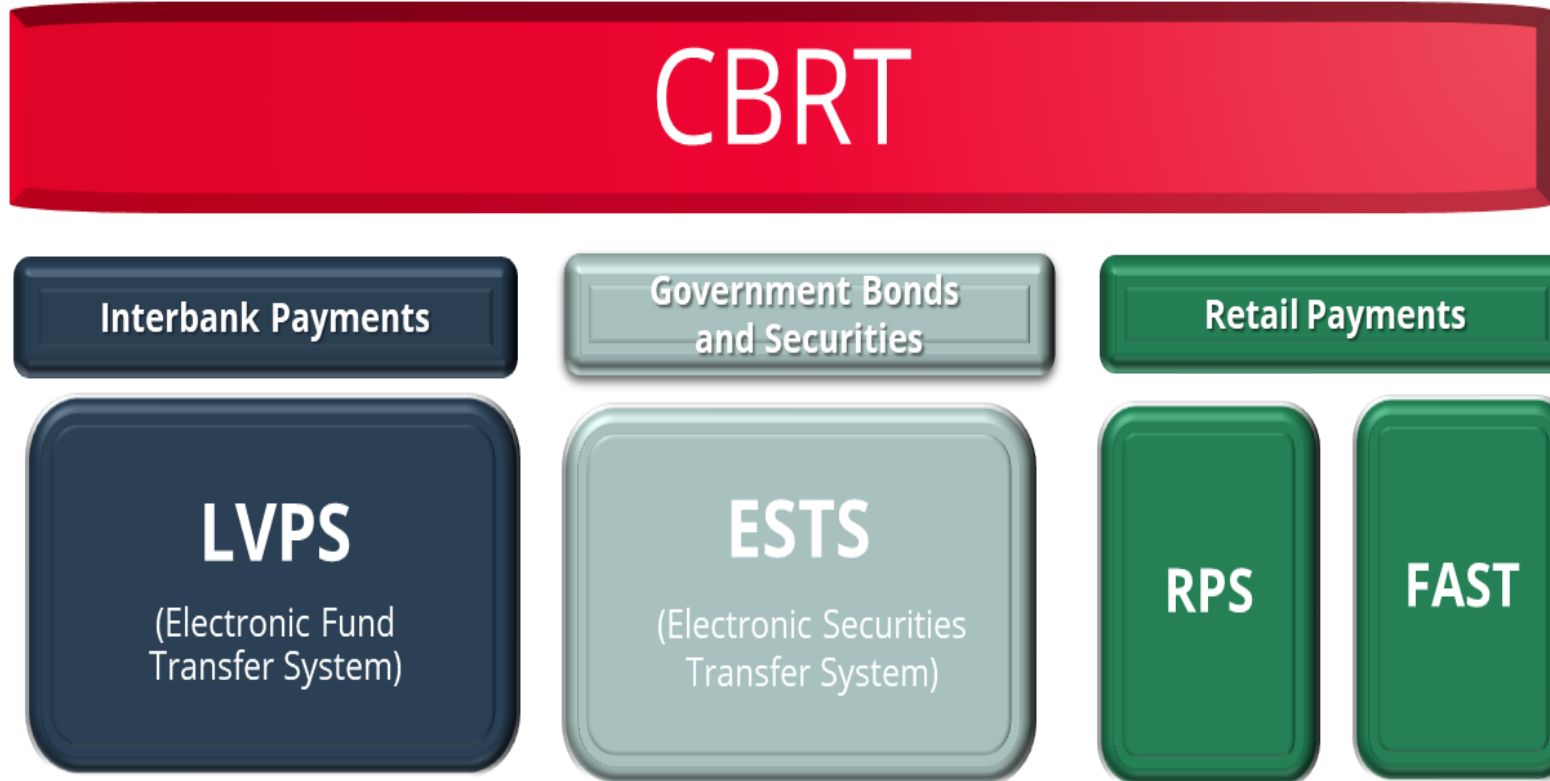 CBRT
Interbank Payments
Government Bonds
and Securities
Retail Payments
LVPS
(Electronic Fund
Transfer System)
ESTS
(Electronic Securities
Transfer System)
RPS
FAST